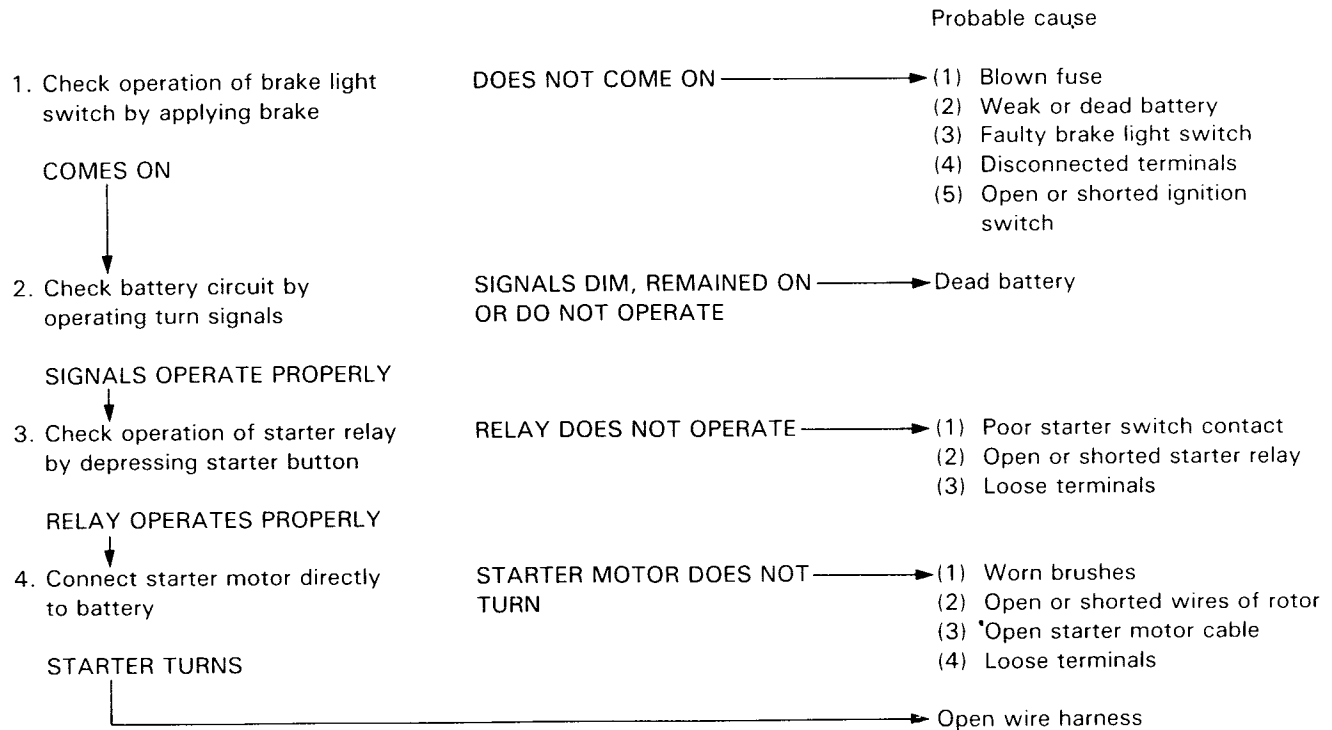 Probable cause
1. Check operation of brake light
switch by applying brake
DOES NOT COME ON
(1) Blown fuse
(2) Weak or dead battery
(3) Faulty brake light switch
(4) Disconnected terminals
(5) Open or shorted ignition
switch
COMES ON
2. Check battery circuit by
operating turn signals
SIGNALS DIM, REMAINED ON
OR DO NOT OPERATE
Dead battery
SIGNALS OPERATE PROPERLY
3. Check operation of starter relay
by depressing starter button
RELAY DOES NOT OPERATE
(1) Poor starter switch contact
(2) Open or shorted starter relay
(3) Loose terminals
RELAY OPERATES PROPERLY
4. Connect starter motor directly
to battery
STARTER MOTOR DOES NOT
TURN
(1) Worn brushes
(2) Open or shorted wires of rotor
(3) Open starter motor cable
(4) Loose terminals
STARTER TURNS
Open wire harness